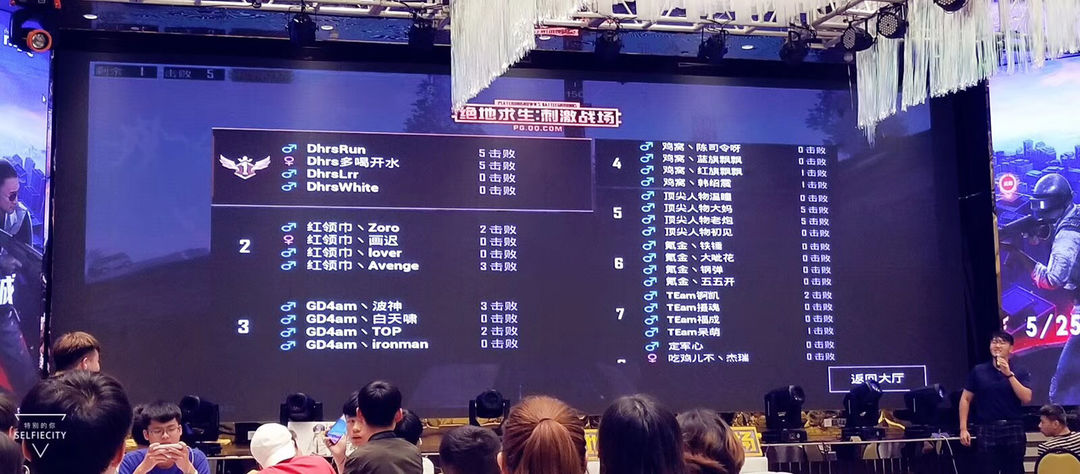 剩余 1 击败 5
PLAYERUNKNOWN'S BATTLEGROUNDS
绝地求生:刺激战场
PG.QQ.COM
1
DhrsRun 5 击败
Dhrs多喝开水 5 击败
DhrsLrr 0 击败
DhrsWhite 0 击败
2
红领巾丶Zoro 2 击败
红领巾丶画迟 0 击败
红领巾丶lover 0 击败
红领巾丶Avenge 3 击败
3
GD4am丶波神 3 击败
GD4am丶白天啸 0 击败
GD4am丶TOP 2 击败
GD4am丶ironman 0 击败
4
鸡窝丶陈司令呀 0 击败
鸡窝丶蓝旗飘飘 0 击败
鸡窝丶红旗飘飘 1 击败
鸡窝丶韩绍震 1 击败
5
顶尖人物温瞳 0 击败
顶尖人物大妈 5 击败
顶尖人物老炮 5 击败
顶尖人物初见 0 击败
6
氪金丶铁锤 0 击败
氪金丶大呲花 0 击败
氪金丶钢弹 0 击败
氪金丶五五开 0 击败
7
TEam锕凯 2 击败
TEam摄魂 0 击败
TEam福成 0 击败
TEam呆萌 1 击败
定军心 0 击败
吃鸡儿不丶杰瑞 0 击败
返回大厅
城
5/25
特别的你
SELFIECITY